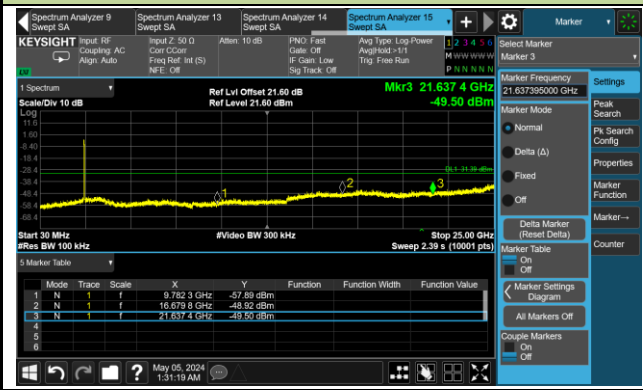 Spectrum Analyzer 9
Swept SA
Spectrum Analyzer 13
Swept SA
Spectrum Analyzer 14
Swept SA
Spectrum Analyzer 15
Swept SA
Marker
KEYSIGHT
Input: RF
Coupling: AC
Align: Auto
Input Z: 50 Ω
Corr CCorr
Freq Ref: Int (S)
NFE: Off
Atten: 10 dB
PNO: Fast
Gate: Off
IF Gain: Low
Sig Track: Off
Avg Type: Log-Power
Avg|Hold:>1/1
Trig: Free Run
1 2 3 4 5 6
M W W W W W
P N N N N N
Select Marker
Marker 3
1 Spectrum
Scale/Div 10 dB
Ref Lvl Offset 21.60 dB
Ref Level 21.60 dBm
Mkr3 21.637 4 GHz
-49.50 dBm
Log
11.6
1.60
-8.40
-18.4
-28.4
-38.4
-48.4
-58.4
-68.4
DL1 -31.39 dBm
1
2
3
Start 30 MHz
#Res BW 100 kHz
#Video BW 300 kHz
Stop 25.00 GHz
Sweep 2.39 s (10001 pts)
5 Marker Table
Mode Trace Scale X Y Function Function Width Function Value
1 N 1 f 9.782 3 GHz -57.89 dBm
2 N 1 f 16.679 8 GHz -48.92 dBm
3 N 1 f 21.637 4 GHz -49.50 dBm
4
5
6
Marker Frequency
21.637395000 GHz
Marker Mode
Normal
Delta (Δ)
Fixed
Off
Delta Marker
(Reset Delta)
Marker Table
On
Off
Marker Settings
Diagram
All Markers Off
Couple Markers
On
Off
Settings
Peak
Search
Pk Search
Config
Properties
Marker
Function
Marker→
Counter
May 05, 2024
1:31:19 AM